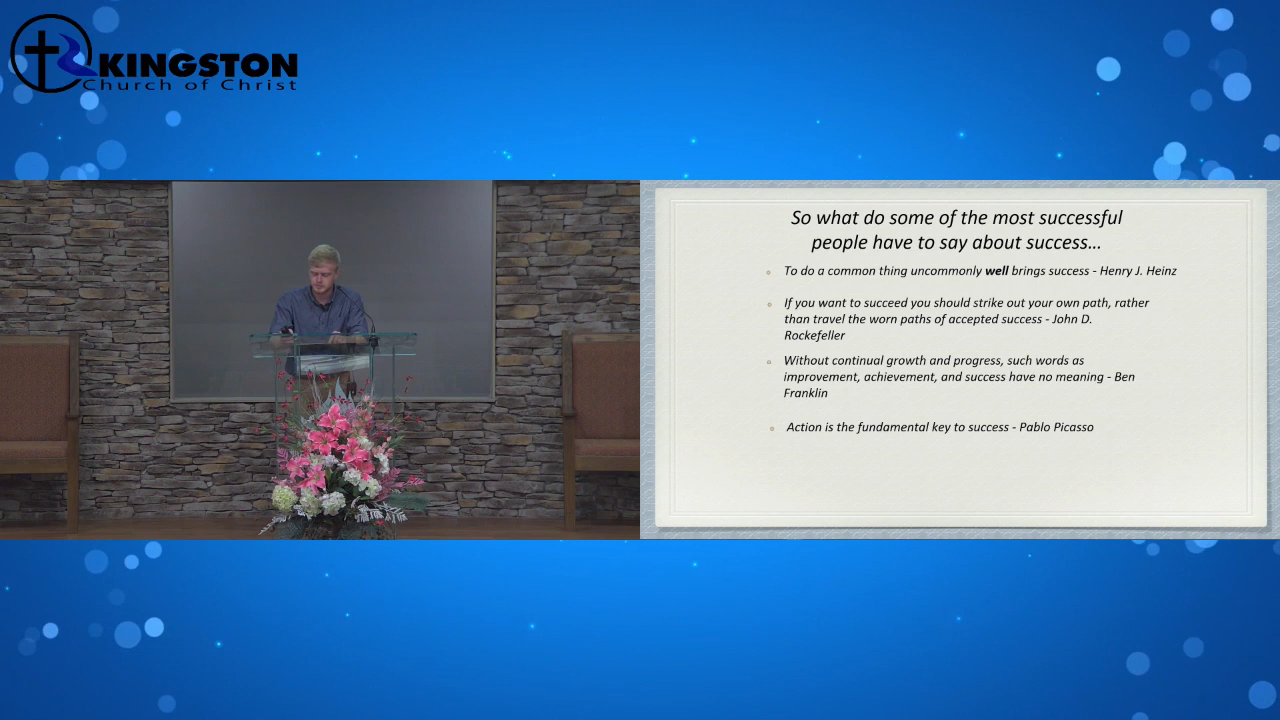 KINGSTON
Church of Christ
So what do some of the most successful
people have to say about success...
To do a common thing uncommonly well brings success - Henry J. Heinz
If you want to succeed you should strike out your own path, rather
than travel the worn paths of accepted success - John D.
Rockefeller
Without continual growth and progress, such words as
improvement, achievement, and success have no meaning - Ben
Franklin
Action is the fundamental key to success - Pablo Picasso